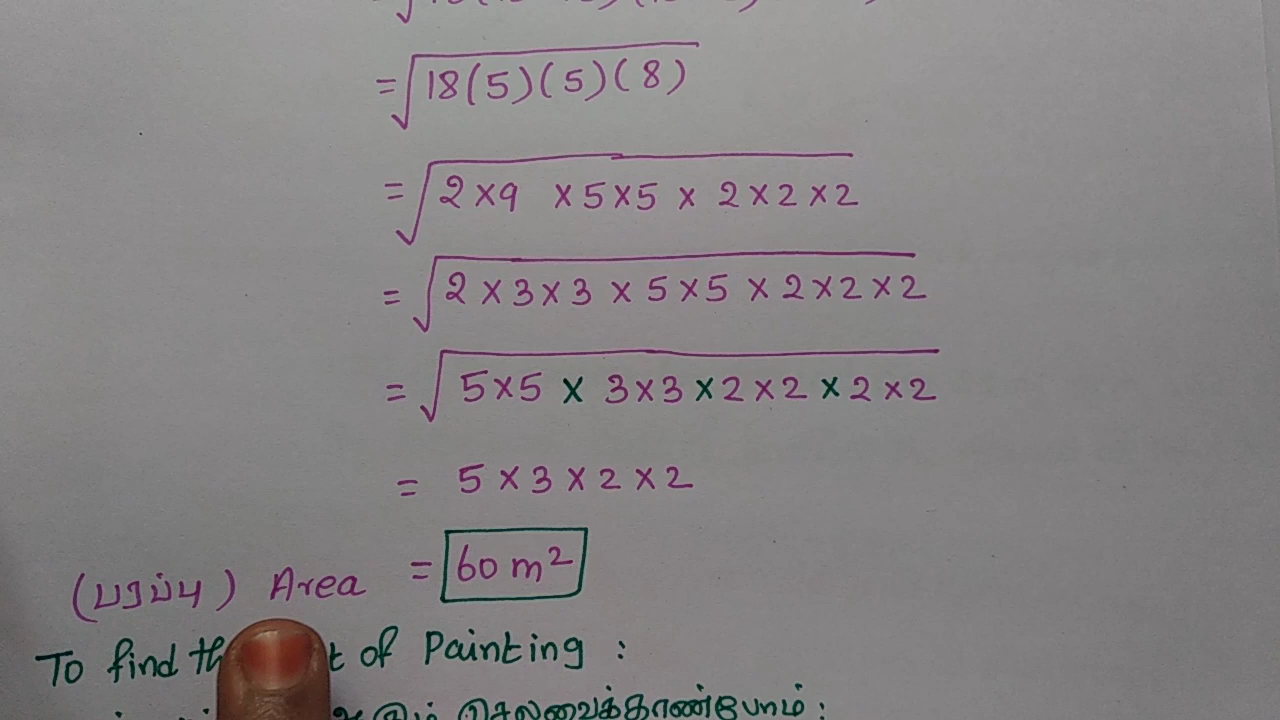 = √18(5)(5)(8)
= √2×9 ×5×5 × 2×2×2
= √2×3×3 × 5×5 × 2×2×2
= √5×5 × 3×3×2×2×2×2
= 5×3×2×2
(பரப்பு) Area = 60 m²
To find of Painting :
செலவைக்காண்போம்: